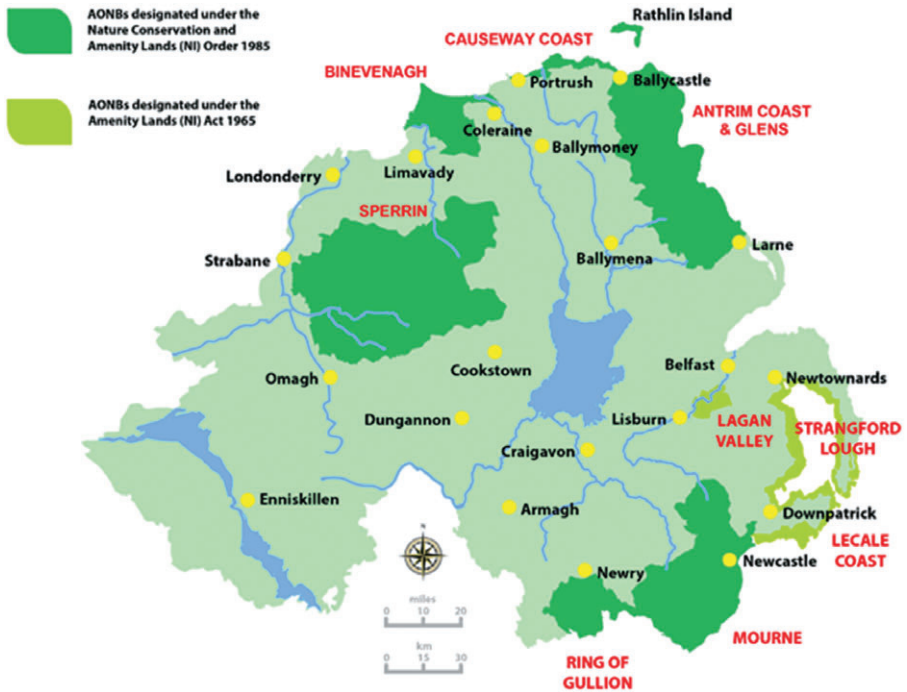 AONBs designated under the
Nature Conservation and
Amenity Lands (NI) Order 1985
AONBs designated under the
Amenity Lands (NI) Act 1965
Rathlin Island
CAUSEWAY COAST
BINEVENAGH
Portrush
Ballycastle
ANTRIM COAST
& GLENS
Coleraine
Ballymoney
Limavady
Londonderry
SPERRIN
Strabane
Ballymena
Larne
Cookstown
Belfast
Omagh
Newtownards
Dungannon
Lisburn
LAGAN
VALLEY
STRANGFORD
LOUGH
Craigavon
Enniskillen
Armagh
Downpatrick
LECALE
COAST
N
Newcastle
Newry
miles
0 10 20
km
0 15 30
MOURNE
RING OF
GULLION